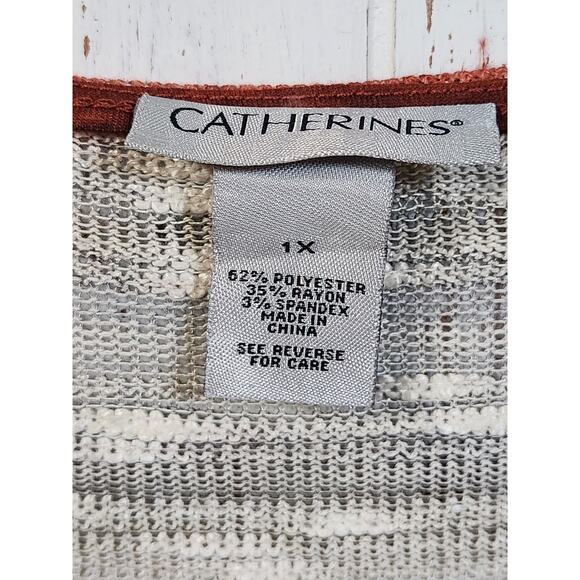 CATHERINES®
1X
62% POLYESTER
35% RAYON
3% SPANDEX
MADE IN
CHINA
SEE REVERSE
FOR CARE